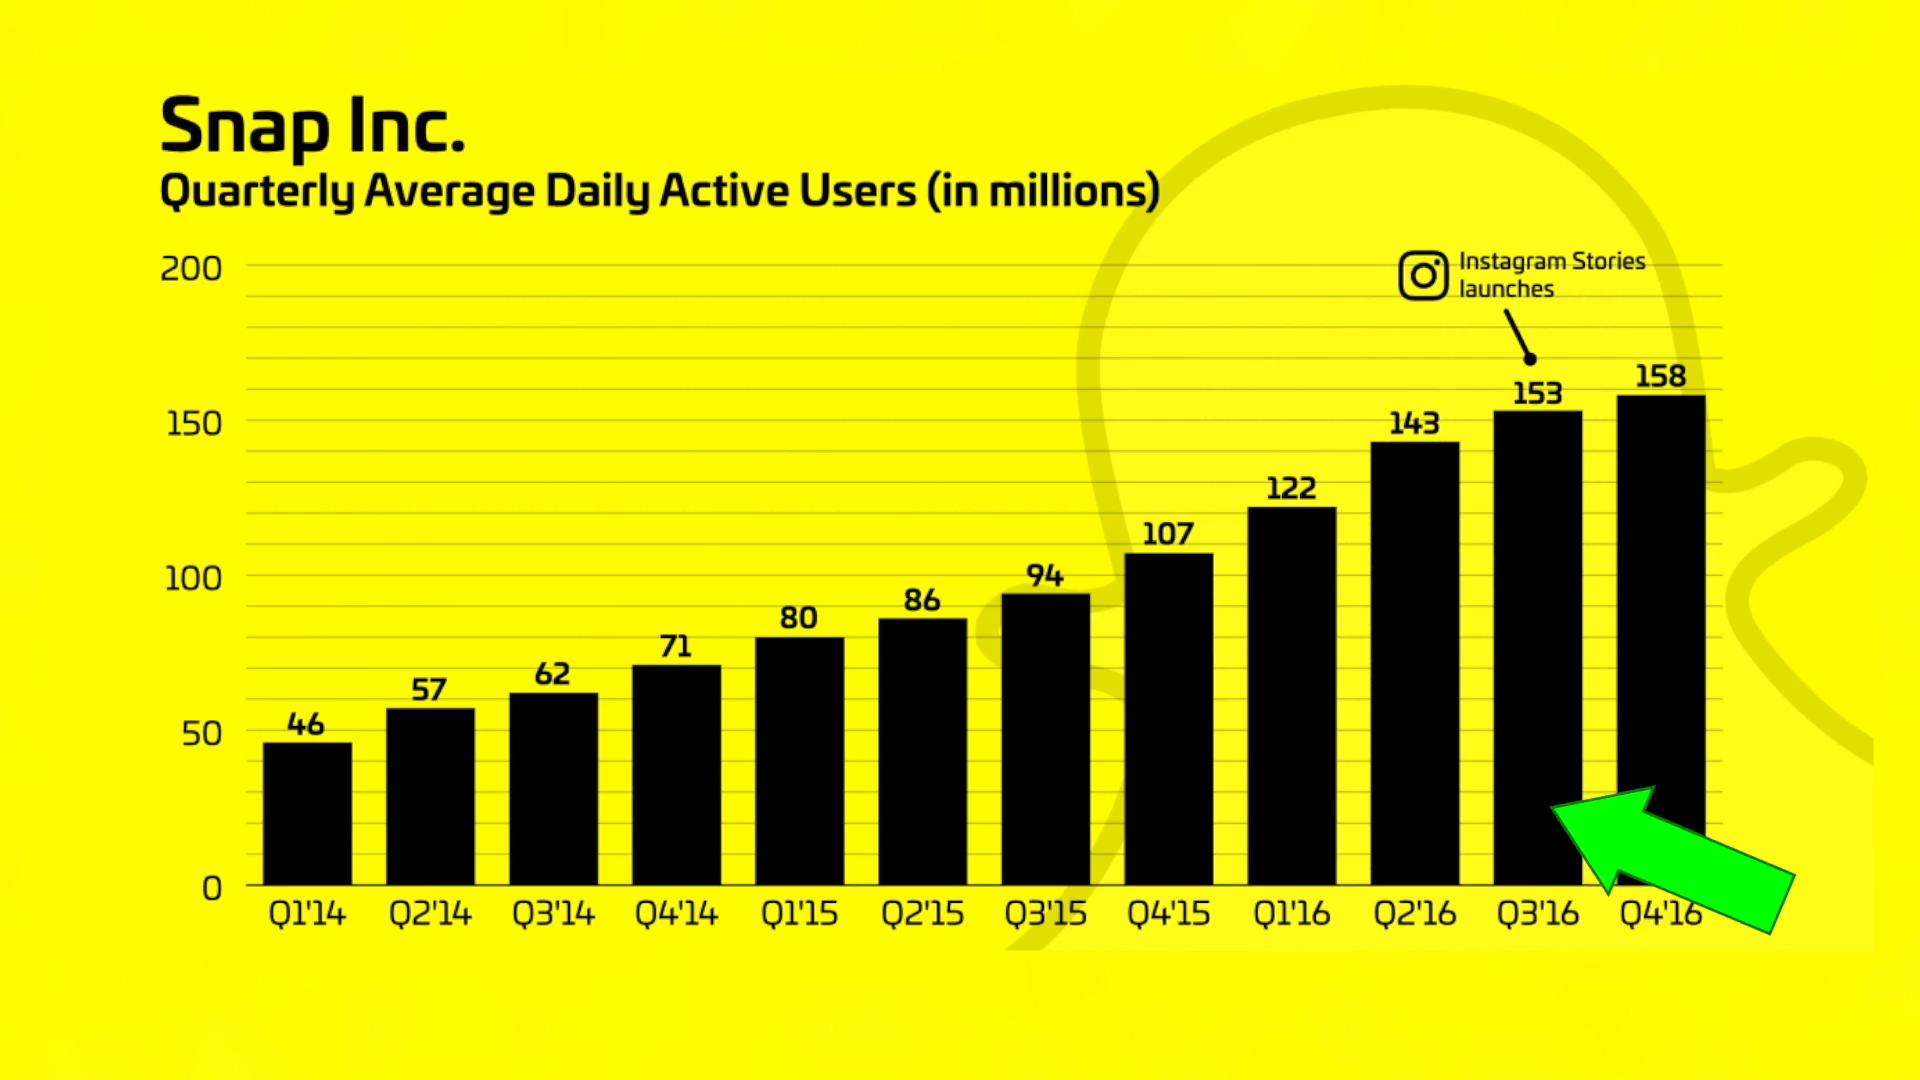 Snap Inc.
Quarterly Average Daily Active Users (in millions)
Instagram Stories
launches
200
150
100
50
0
46
57
62
71
80
86
94
107
122
143
153
158
Q1'14
Q2'14
Q3'14
Q4'14
Q1'15
Q2'15
Q3'15
Q4'15
Q1'16
Q2'16
Q3'16
Q4'16